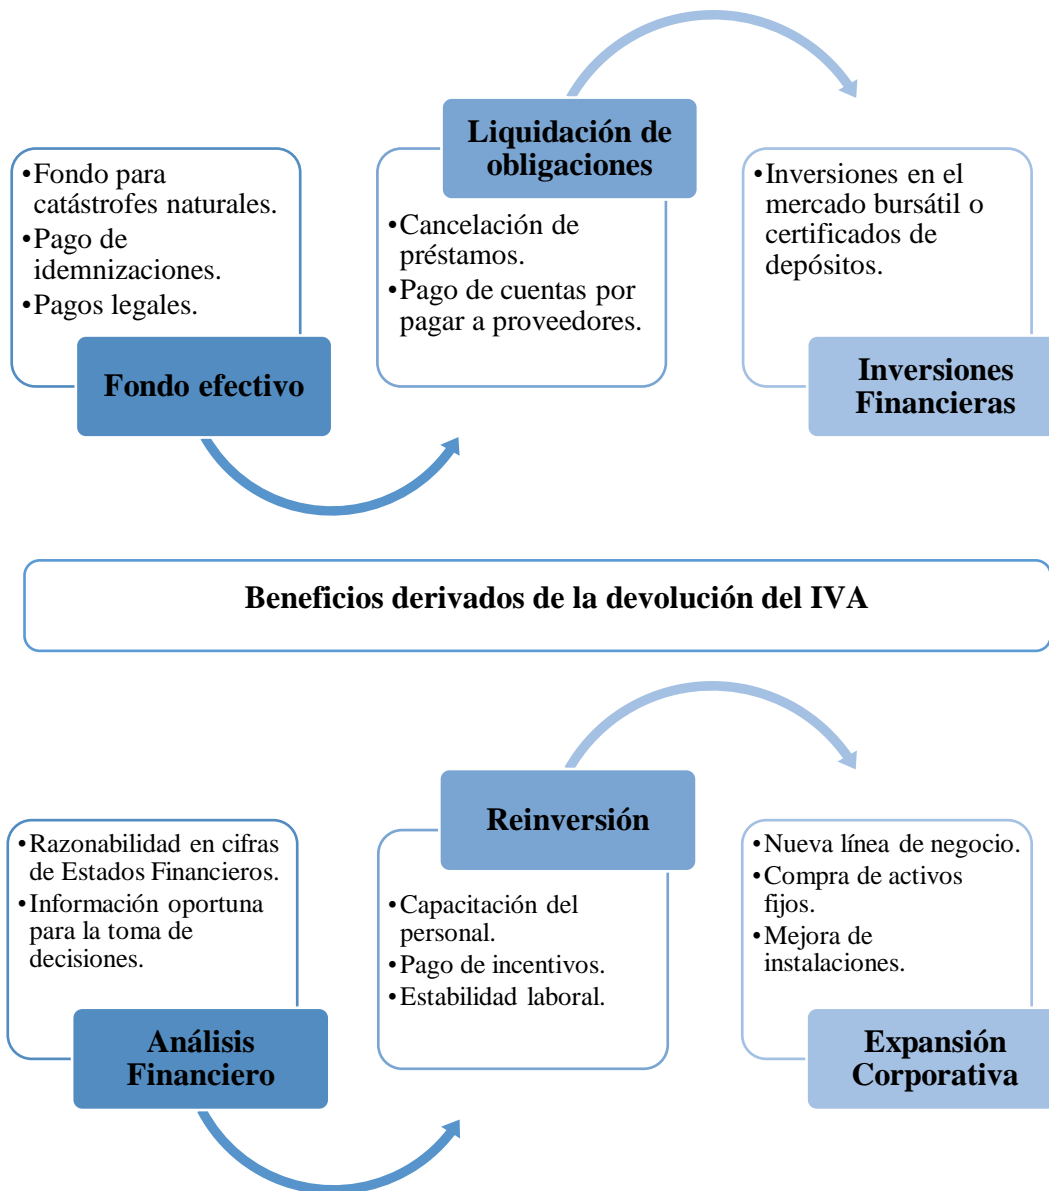 •Fondo para
catástrofes naturales.
•Pago de
idemnizaciones.
•Pagos legales.
Fondo efectivo
Liquidación de
obligaciones
•Cancelación de
préstamos.
•Pago de cuentas por
pagar a proveedores.
•Inversiones en el
mercado bursátil o
certificados de
depósitos.
Inversiones
Financieras
Beneficios derivados de la devolución del IVA
• Razonabilidad en cifras
de Estados Financieros.
• Información oportuna
para la toma de
decisiones.
Análisis
Financiero
Reinversión
• Capacitación del
personal.
• Pago de incentivos.
• Estabilidad laboral.
• Nueva línea de negocio.
• Compra de activos
fijos.
• Mejora de
instalaciones.
Expansión
Corporativa